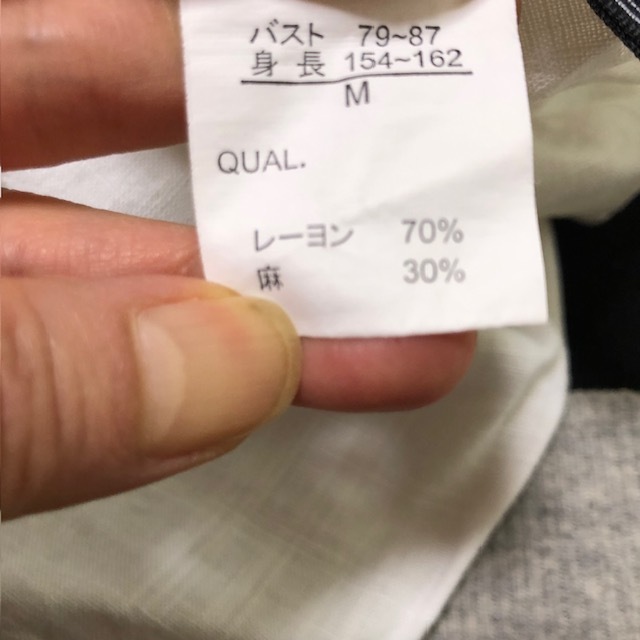 バスト 79~87
身長 154~162
M
QUAL.
レーヨン 70%
麻 30%